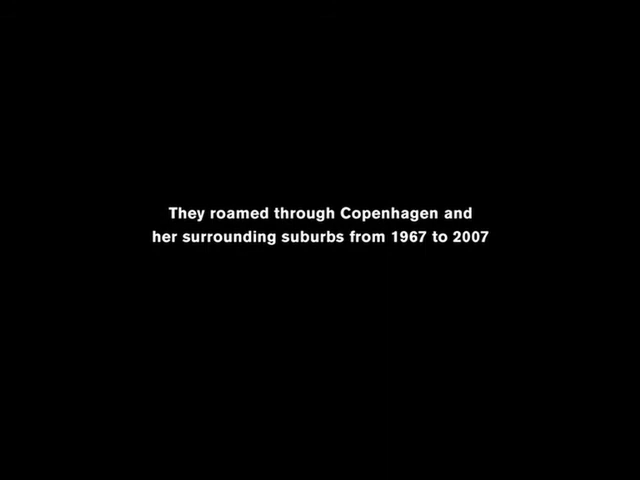 They roamed through Copenhagen and
her surrounding suburbs from 1967 to 2007